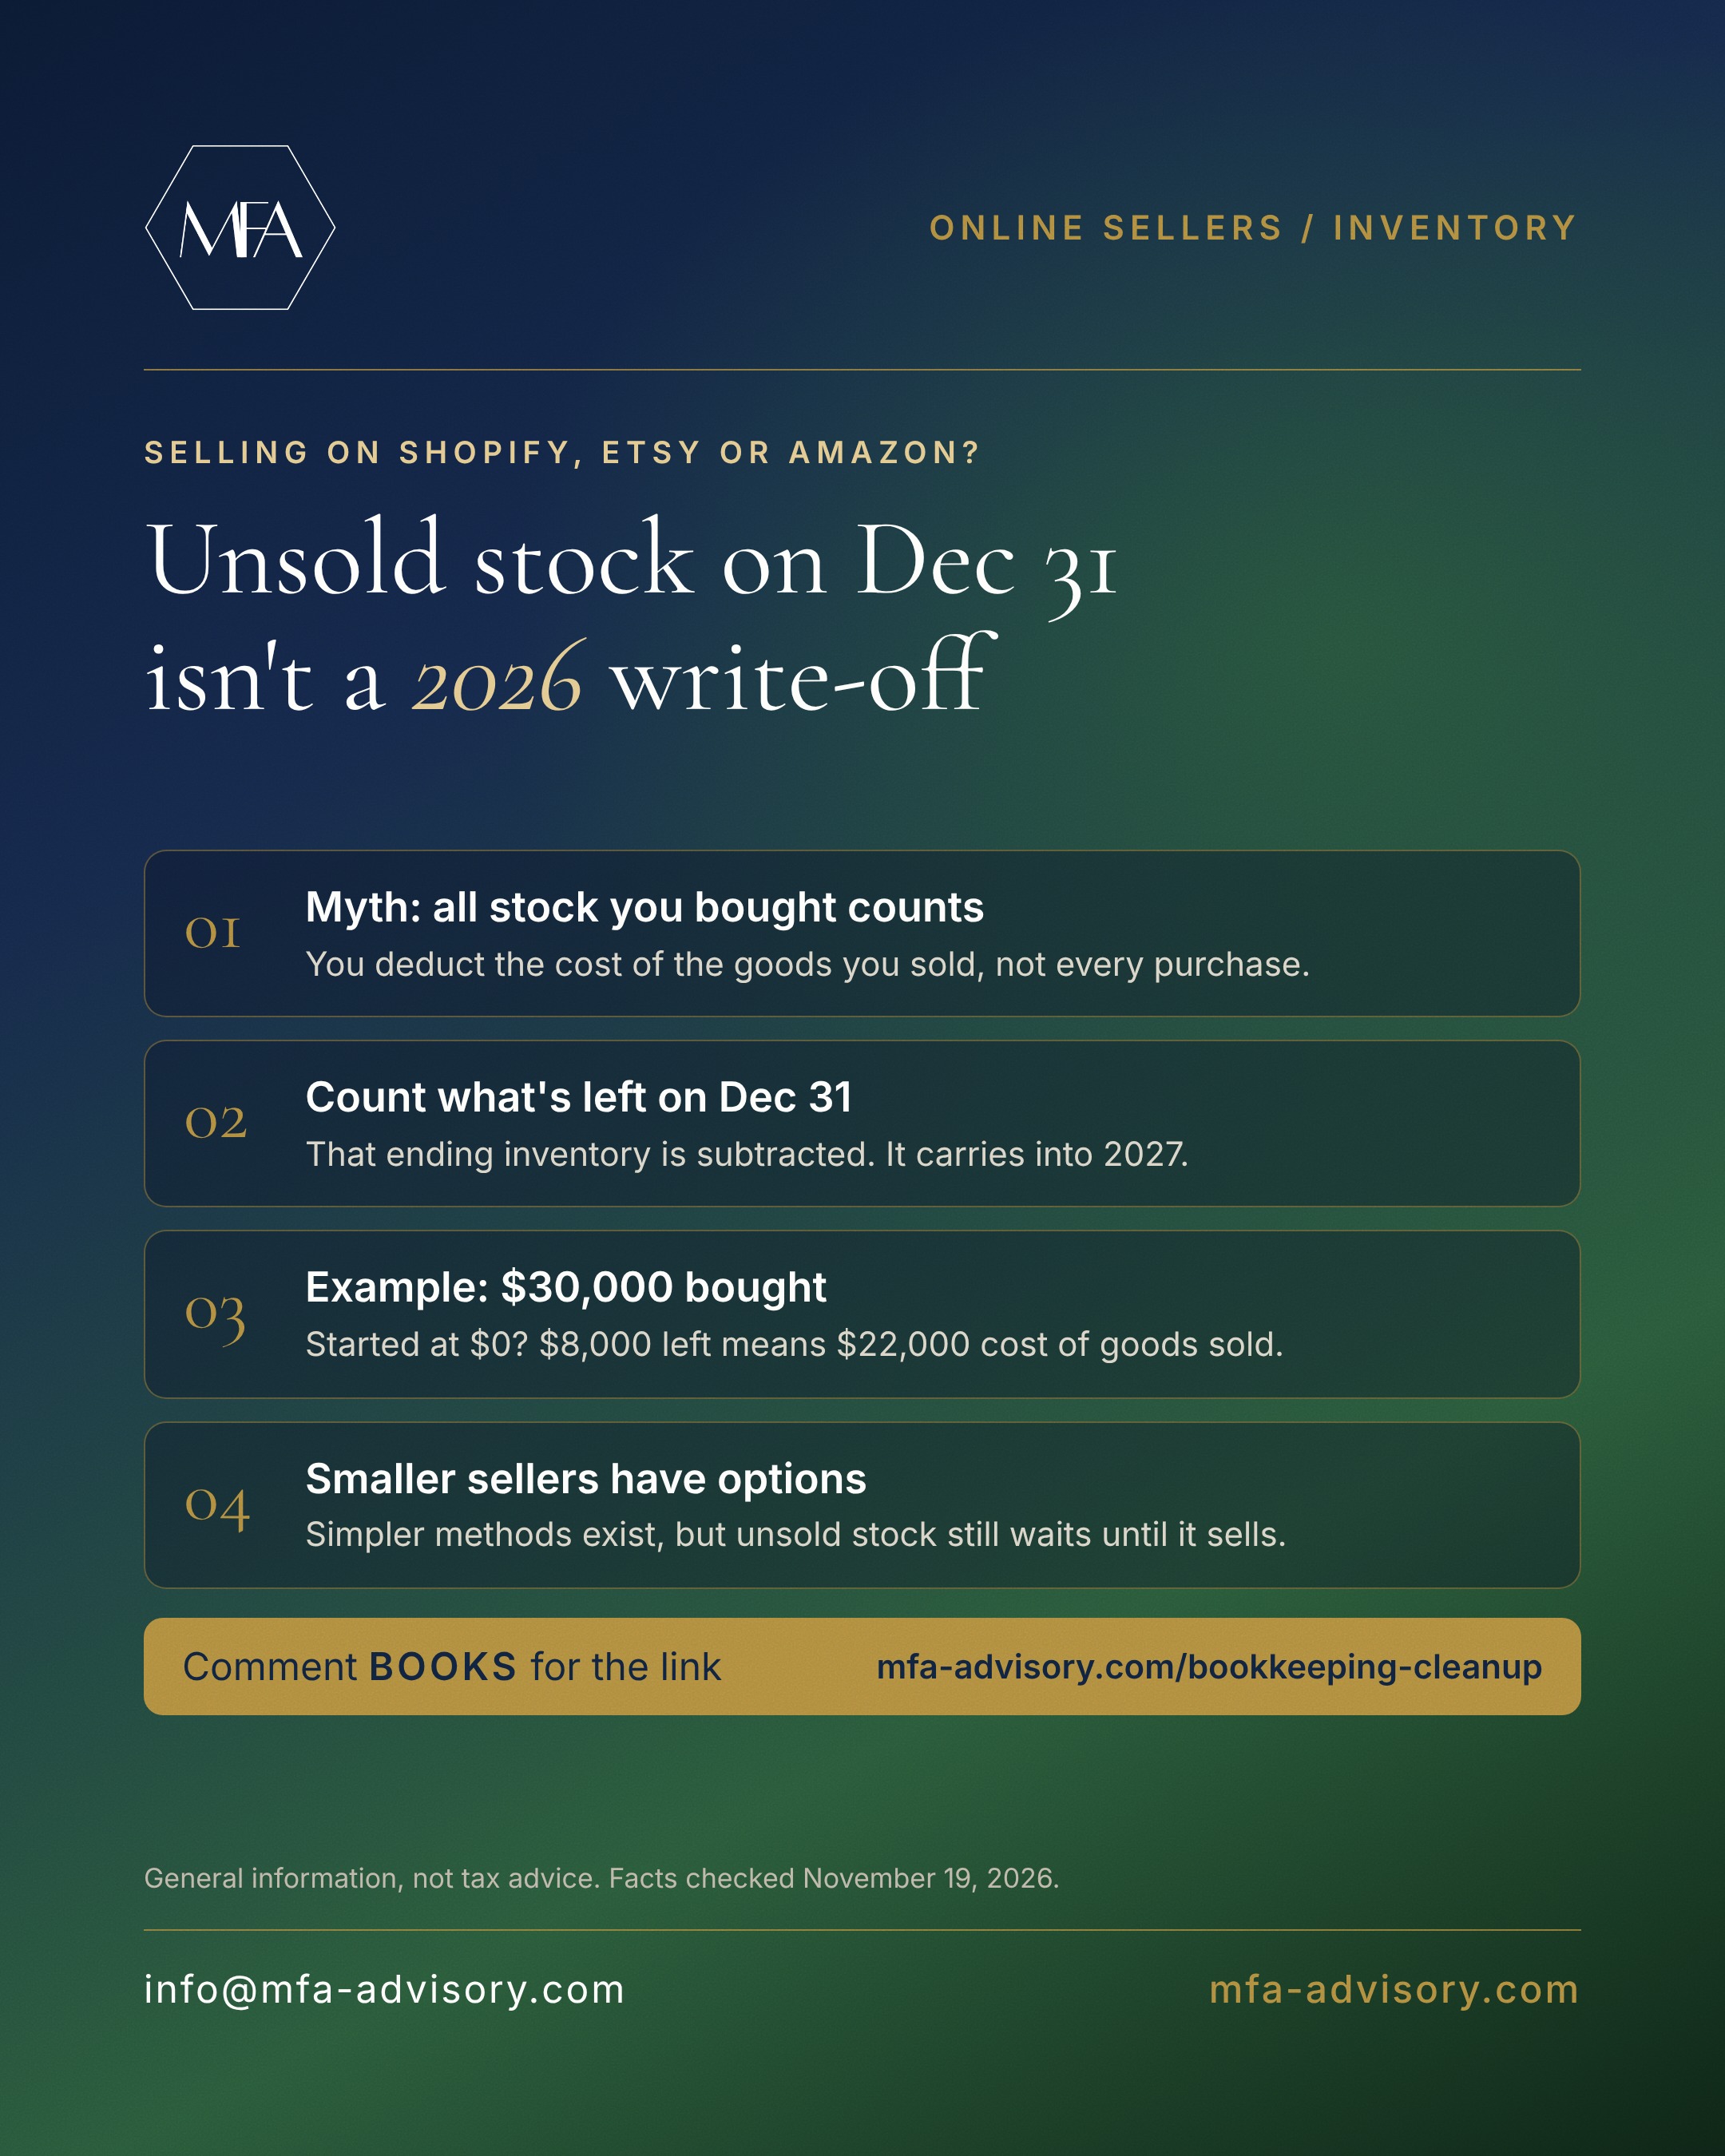 MFA
ONLINE SELLERS / INVENTORY
SELLING ON SHOPIFY, ETSY OR AMAZON?
Unsold stock on Dec 31
isn't a 2026 write-off
01
Myth: all stock you bought counts
You deduct the cost of the goods you sold, not every purchase.
02
Count what's left on Dec 31
That ending inventory is subtracted. It carries into 2027.
03
Example: $30,000 bought
Started at $0? $8,000 left means $22,000 cost of goods sold.
04
Smaller sellers have options
Simpler methods exist, but unsold stock still waits until it sells.
Comment BOOKS for the link
mfa-advisory.com/bookkeeping-cleanup
General information, not tax advice. Facts checked November 19, 2026.
info@mfa-advisory.com
mfa-advisory.com